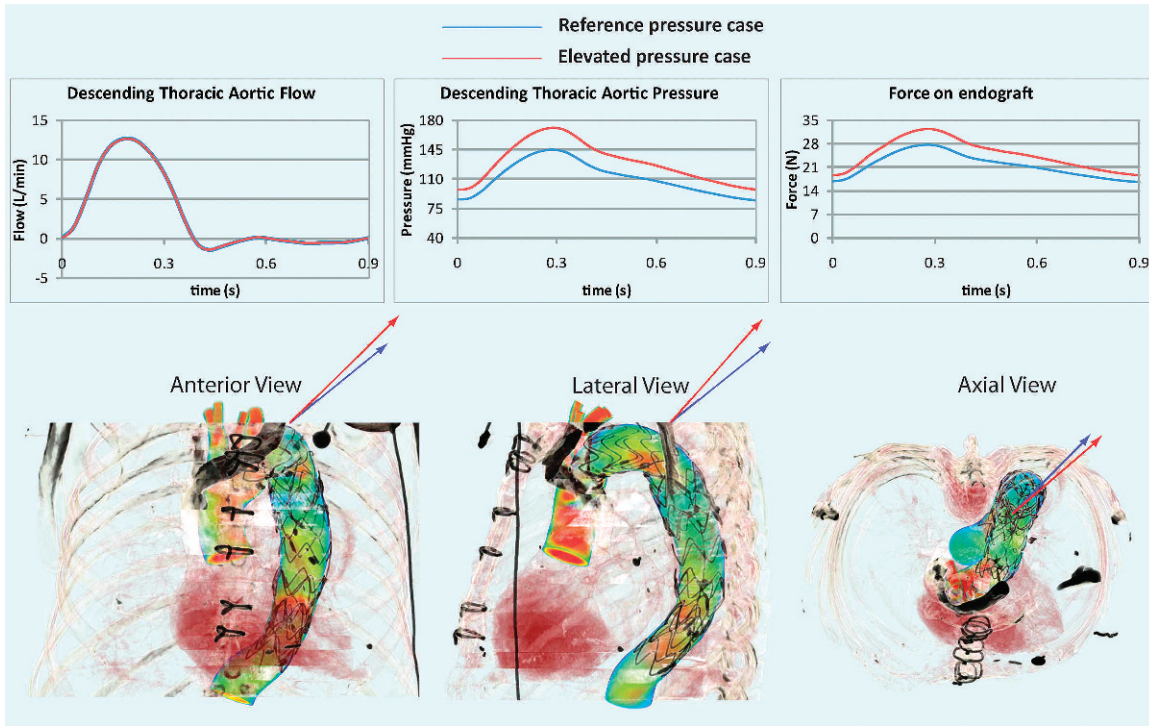 Reference pressure case
Elevated pressure case
Descending Thoracic Aortic Flow
Flow (L/min)
15
10
5
0
-5
0
0.3
0.6
0.9
time (s)
Descending Thoracic Aortic Pressure
Pressure (mmHg)
180
145
110
75
40
0
0.3
0.6
0.9
time (s)
Force on endograft
Force (N)
35
28
21
14
7
0
0
0.3
0.6
0.9
time (s)
Anterior View
Lateral View
Axial View